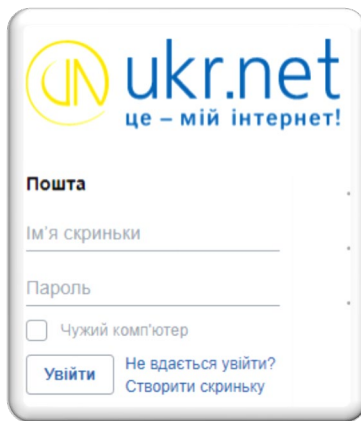 ukr.net
це – мій інтернет!
Пошта
Ім'я скриньки
Пароль
Чужий комп'ютер
Увійти
Не вдається увійти?
Створити скриньку